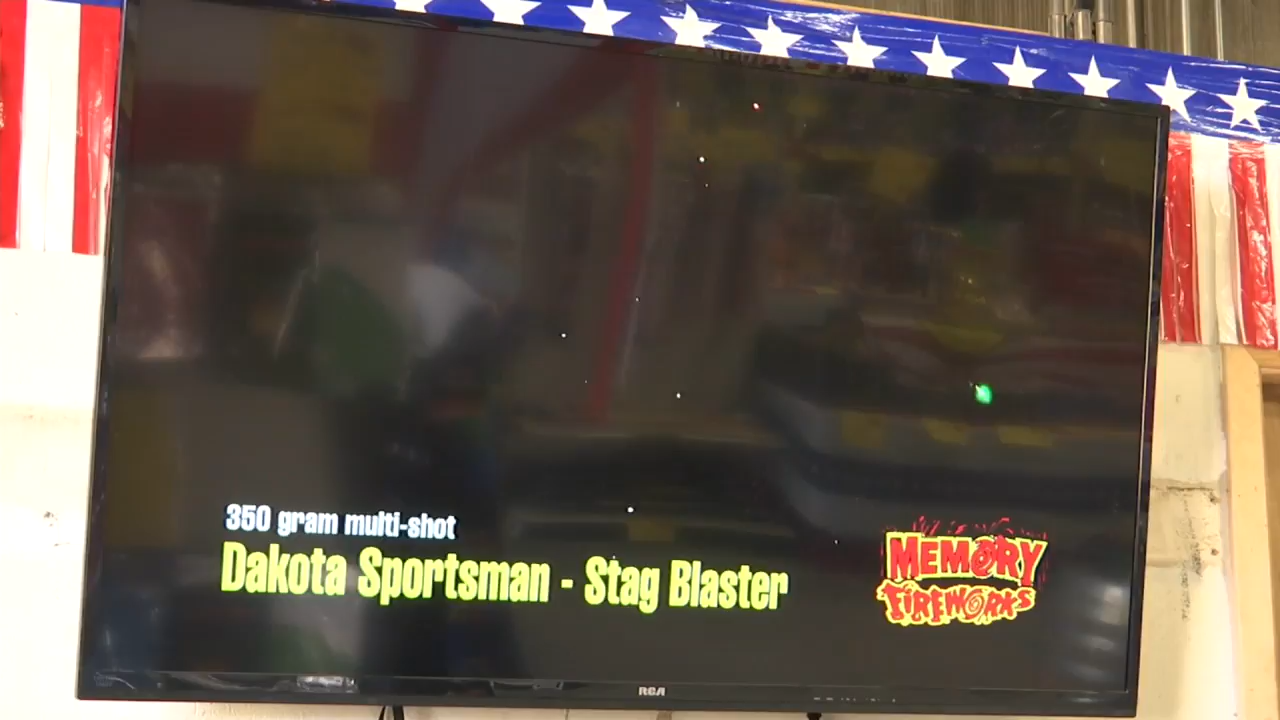 350 gram multi-shot
Dakota Sportsman - Stag Blaster
MEMORY
FIREWORKS
RCA